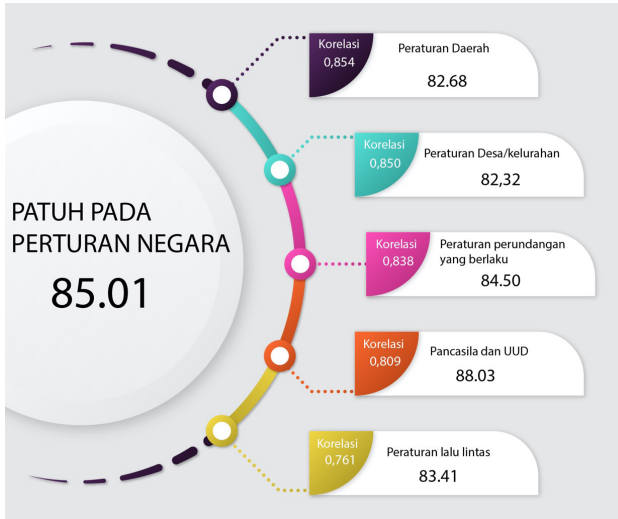 Korelasi
0,854
Peraturan Daerah
82.68
Korelasi
0,850
Peraturan Desa/kelurahan
82,32
PATUH PADA
PERTURAN NEGARA
85.01
Korelasi
0,838
Peraturan perundangan
yang berlaku
84.50
Korelasi
0,809
Pancasila dan UUD
88.03
Korelasi
0,761
Peraturan lalu lintas
83.41